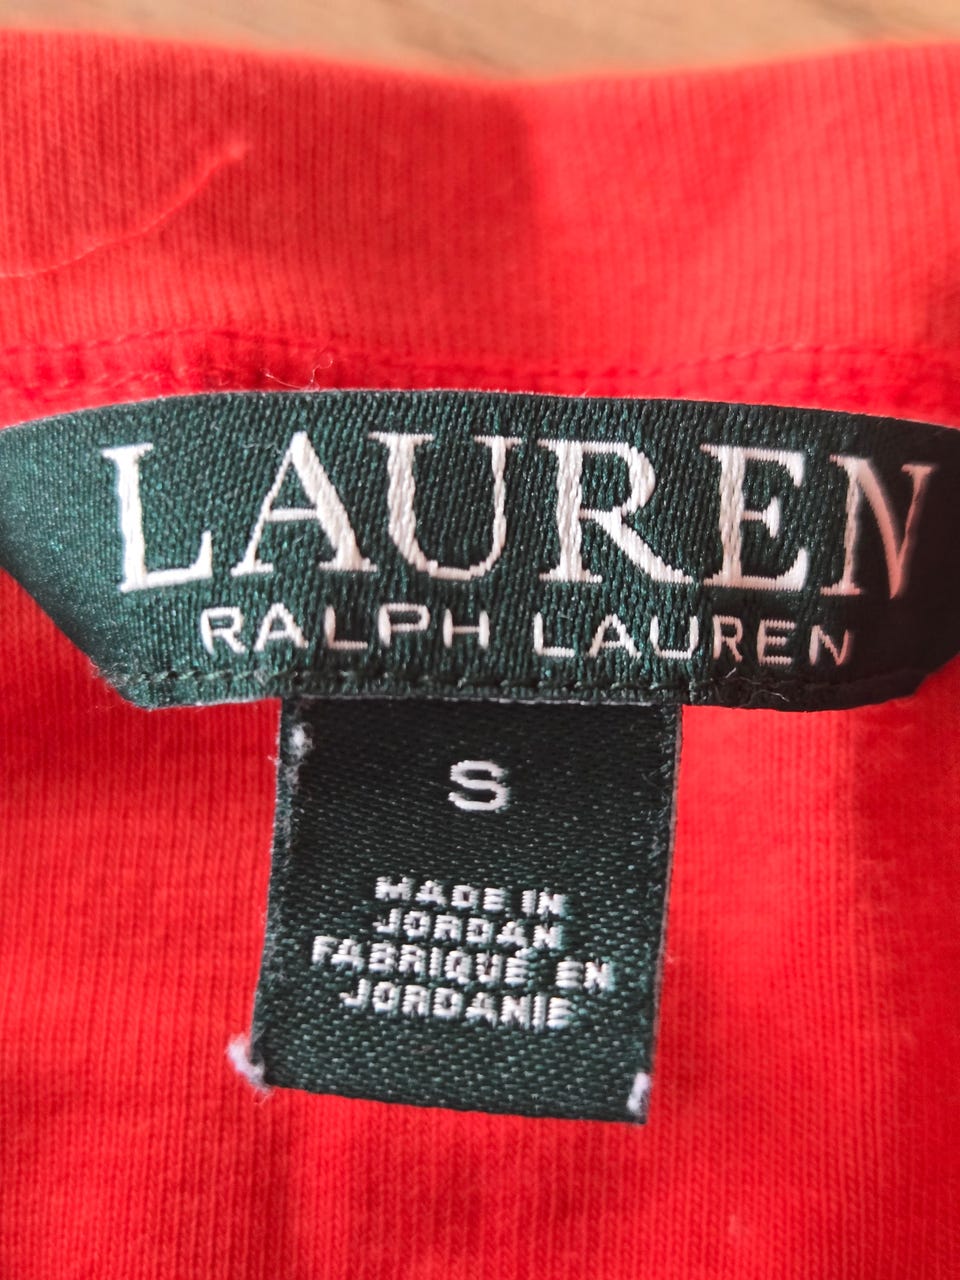 LAUREN
RALPH LAUREN
S
MADE IN
JORDAN
FABRIQUÉ EN
JORDANIE